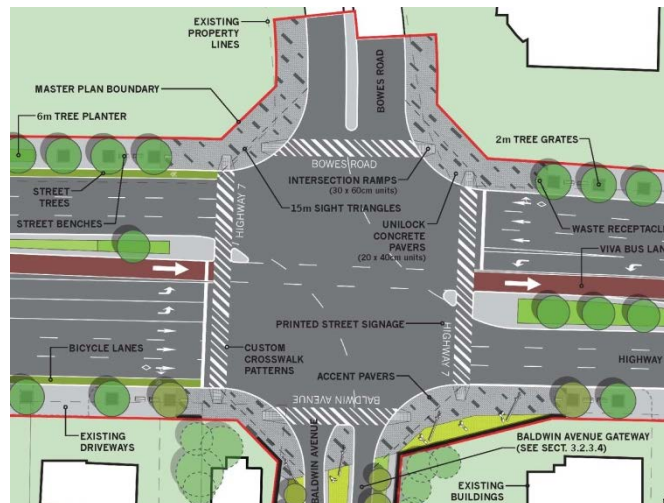 EXISTING
PROPERTY
LINES
BOWES ROAD
MASTER PLAN BOUNDARY
6m TREE PLANTER
2m TREE GRATES
BOWES ROAD
INTERSECTION RAMPS
(30 x 60cm units)
STREET
TREES
HIGHWAY 7
15m SIGHT TRIANGLES
STREET BENCHES
UNILOCK
CONCRETE
PAVERS
(20 x 40cm units)
WASTE RECEPTACLE
VIVA BUS LAN
PRINTED STREET SIGNAGE
HIGHWAY 7
BICYCLE LANES
CUSTOM
CROSSWALK
PATTERNS
HIGHWAY
ACCENT PAVERS
BALDWIN AVENUE
EXISTING
DRIVEWAYS
BALDWIN AVENUE
BALDWIN AVENUE GATEWAY
(SEE SECT. 3.2.3.4)
EXISTING
BUILDINGS